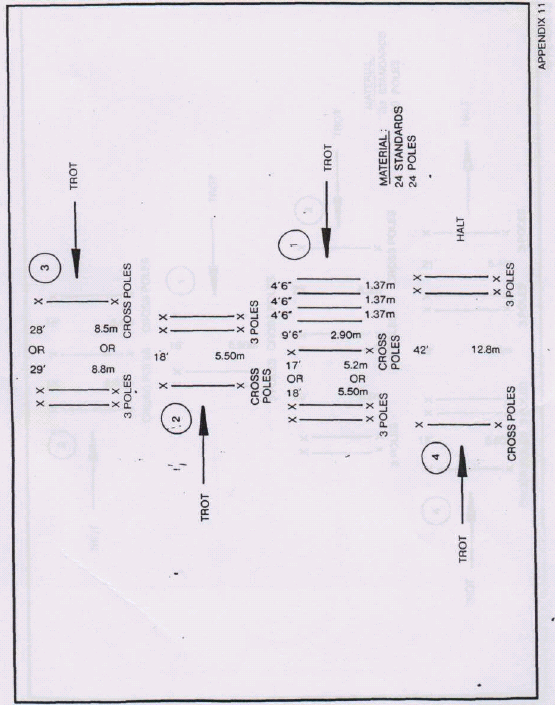 APPENDIX 11
3
TROT
28' 8.5m
OR OR
29' 8.8m
X X
X X X
CROSS POLES
3 POLES
2
TROT
18' 5.50m
X X X
X X X
3 POLES
CROSS POLES
1
TROT
4'6" 1.37m
4'6" 1.37m
4'6" 1.37m
9'6" 2.90m
17' 5.2m
OR OR
18' 5.50m
X X X
X X X
CROSS POLES
3 POLES
MATERIAL:
24 STANDARDS
24 POLES
4
TROT
HALT
42' 12.8m
X X X
X X X
3 POLES
CROSS POLES